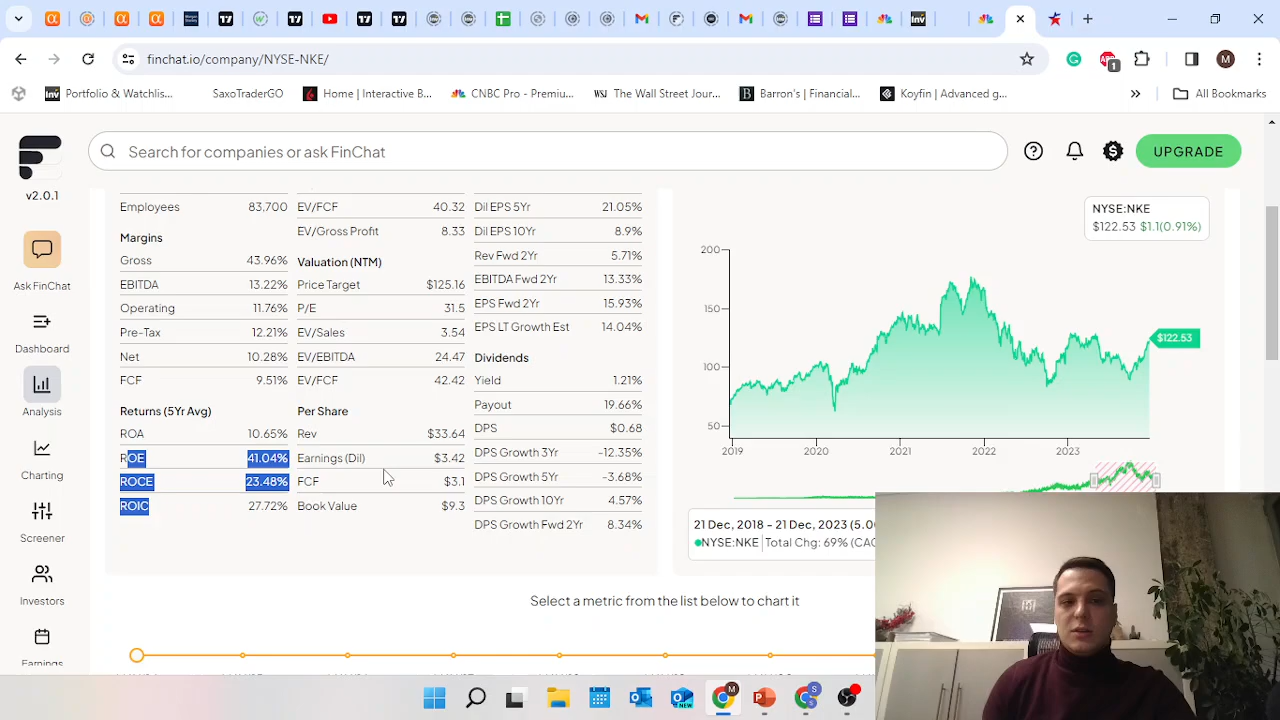 finchat.io/company/NYSE-NKE/
1
M
Portfolio & Watchlis...
SaxoTraderGO
Home | Interactive B...
CNBC Pro - Premiu...
The Wall Street Jour...
Barron's | Financial...
Koyfin | Advanced g...
All Bookmarks
v2.0.1
Search for companies or ask FinChat
UPGRADE
Ask FinChat
Dashboard
Analysis
Charting
Screener
Investors
Earnings
Employees 83,700
Margins
Gross 43.96%
EBITDA 13.22%
Operating 11.76%
Pre-Tax 12.21%
Net 10.28%
FCF 9.51%
Returns (5Yr Avg)
ROA 10.65%
ROE 41.04%
ROCE 23.48%
ROIC 27.72%
EV/FCF 40.32
EV/Gross Profit 8.33
Valuation (NTM)
Price Target $125.16
P/E 31.5
EV/Sales 3.54
EV/EBITDA 24.47
EV/FCF 42.42
Per Share
Rev $33.64
Earnings (Dil) $3.42
FCF $3.1
Book Value $9.3
Dil EPS 5Yr 21.05%
Dil EPS 10Yr 8.9%
Rev Fwd 2Yr 5.71%
EBITDA Fwd 2Yr 13.33%
EPS Fwd 2Yr 15.93%
EPS LT Growth Est 14.04%
Dividends
Yield 1.21%
Payout 19.66%
DPS $0.68
DPS Growth 3Yr -12.35%
DPS Growth 5Yr -3.68%
DPS Growth 10Yr 4.57%
DPS Growth Fwd 2Yr 8.34%
NYSE:NKE
$122.53 $1.1(0.91%)
200
150
100
50
$122.53
2019 2020 2021 2022 2023
21 Dec, 2018 - 21 Dec, 2023 (5.0
NYSE:NKE Total Chg: 69% (CAG
Select a metric from the list below to chart it